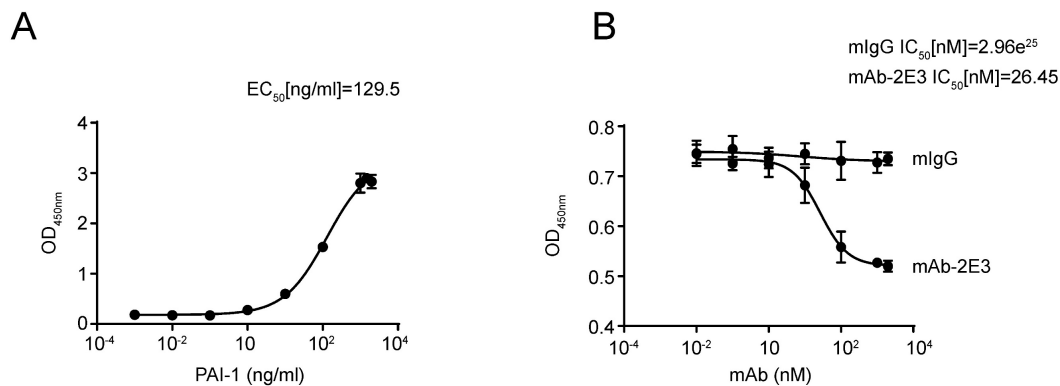 A
EC₅₀[ng/ml]=129.5
4
3
2
1
0
OD₄₅₀ₙₘ
10⁻⁴ 10⁻² 10 10² 10⁴
PAI-1 (ng/ml)
B
mIgG IC₅₀[nM]=2.96e²⁵
mAb-2E3 IC₅₀[nM]=26.45
0.8
0.7
0.6
0.5
0.4
OD₄₅₀ₙₘ
mIgG
mAb-2E3
10⁻⁴ 10⁻² 10 10² 10⁴
mAb (nM)